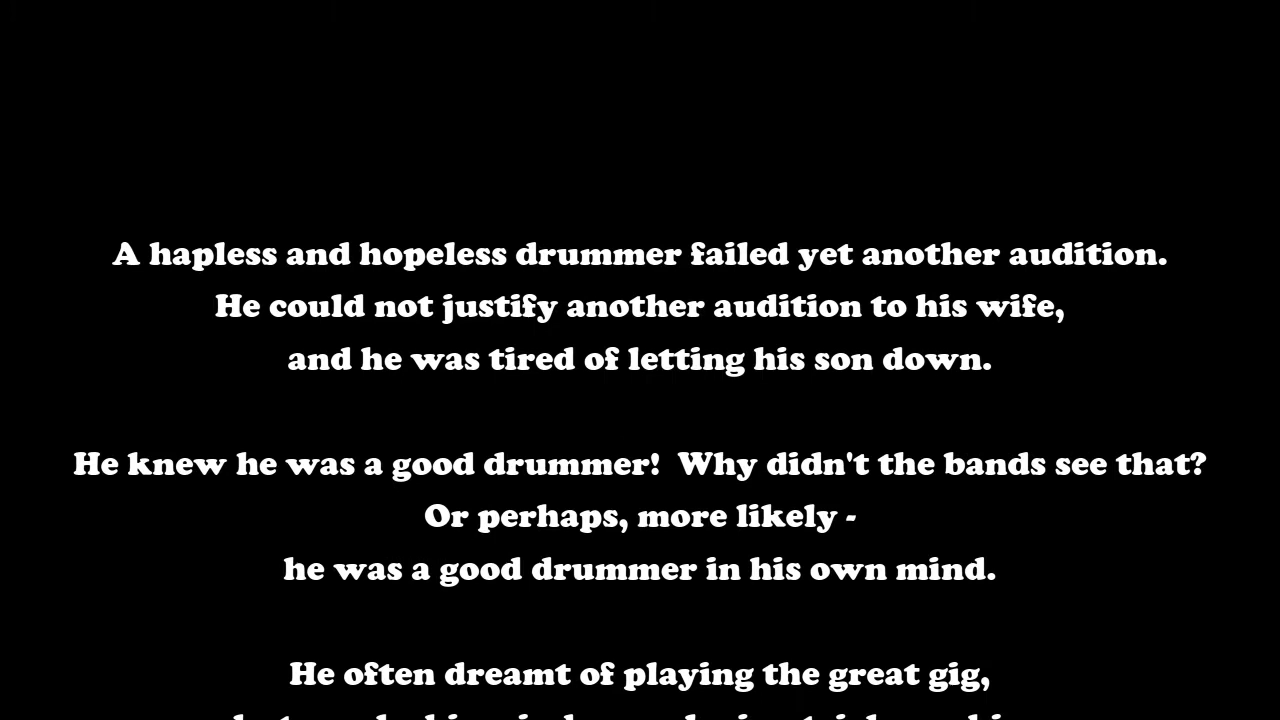 A hapless and hopeless drummer failed yet another audition.
He could not justify another audition to his wife,
and he was tired of letting his son down.
He knew he was a good drummer!  Why didn't the bands see that?
Or perhaps, more likely -
he was a good drummer in his own mind.
He often dreamt of playing the great gig,